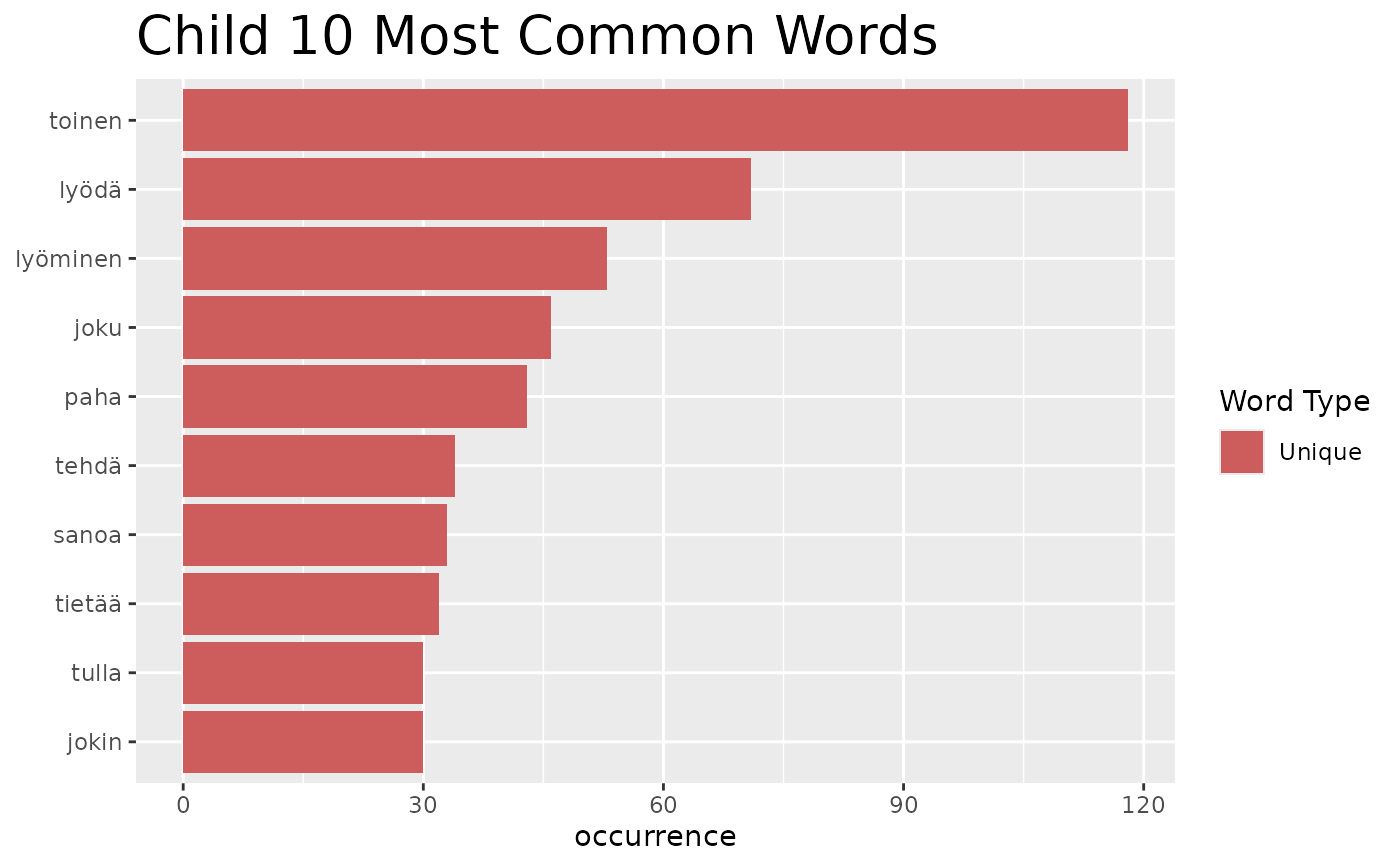 Child 10 Most Common Words
toinen
lyödä
lyöminen
joku
paha
tehdä
sanoa
tietää
tulla
jokin
0 30 60 90 120
occurrence
Word Type
Unique